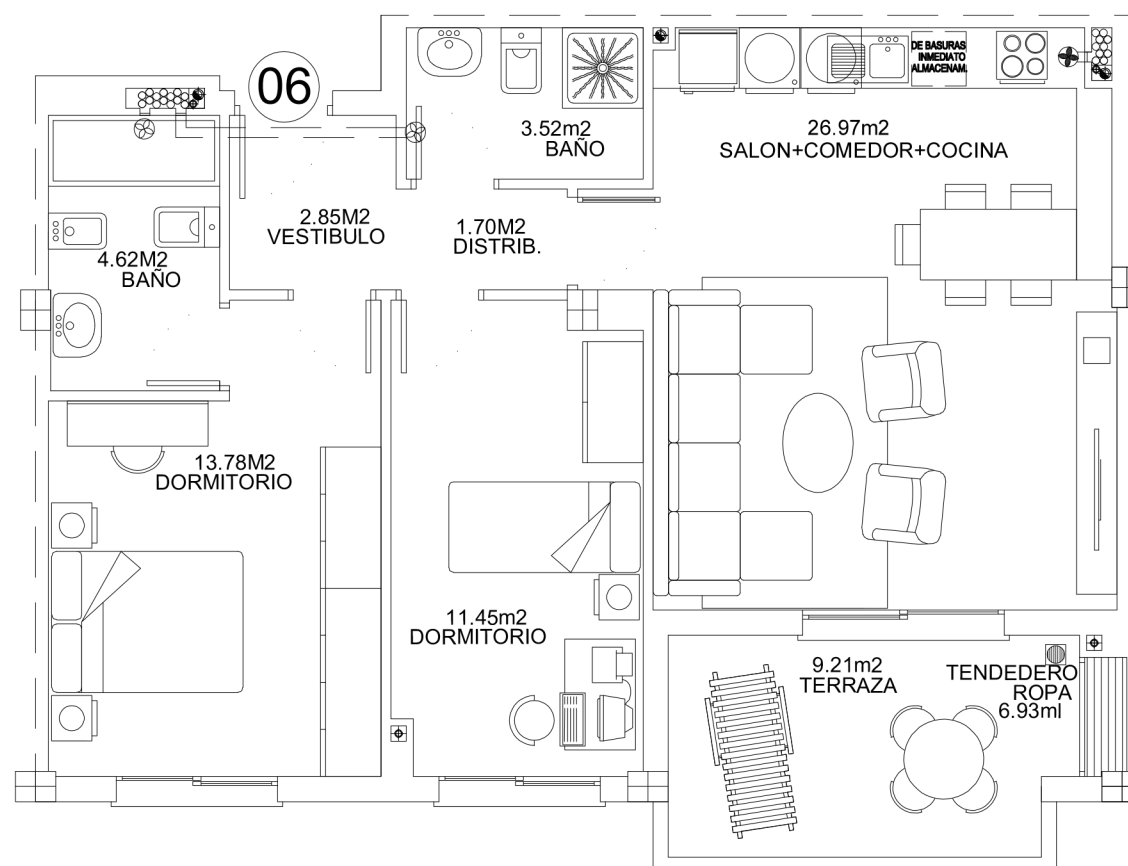 06
DE BASURAS
INMEDIATO
ALMACENAM.
3.52m2
BAÑO
26.97m2
SALON+COMEDOR+COCINA
2.85M2
VESTIBULO
1.70M2
DISTRIB.
4.62M2
BAÑO
13.78M2
DORMITORIO
11.45m2
DORMITORIO
9.21m2
TERRAZA
TENDEDERO
ROPA
6.93ml